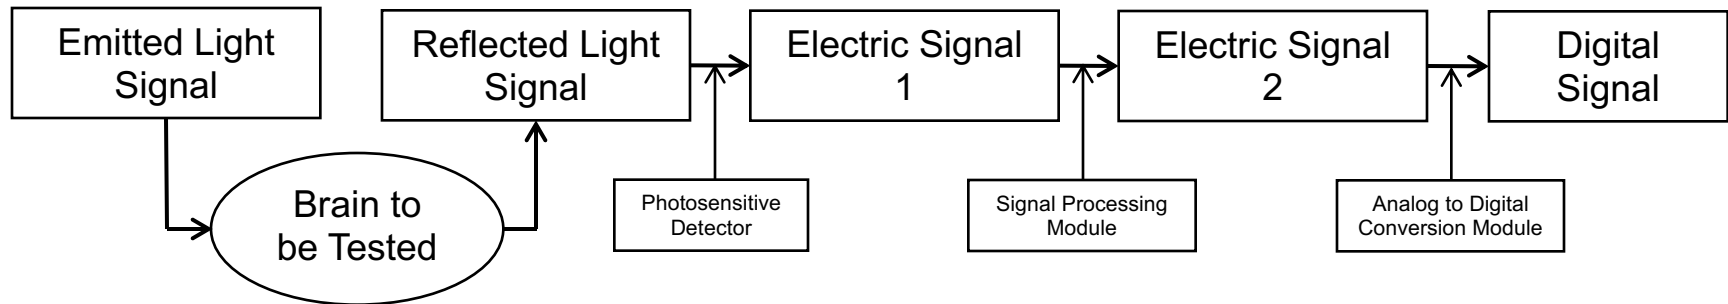 Emitted Light
Signal
Reflected Light
Signal
Electric Signal
1
Electric Signal
2
Digital
Signal
Brain to
be Tested
Photosensitive
Detector
Signal Processing
Module
Analog to Digital
Conversion Module